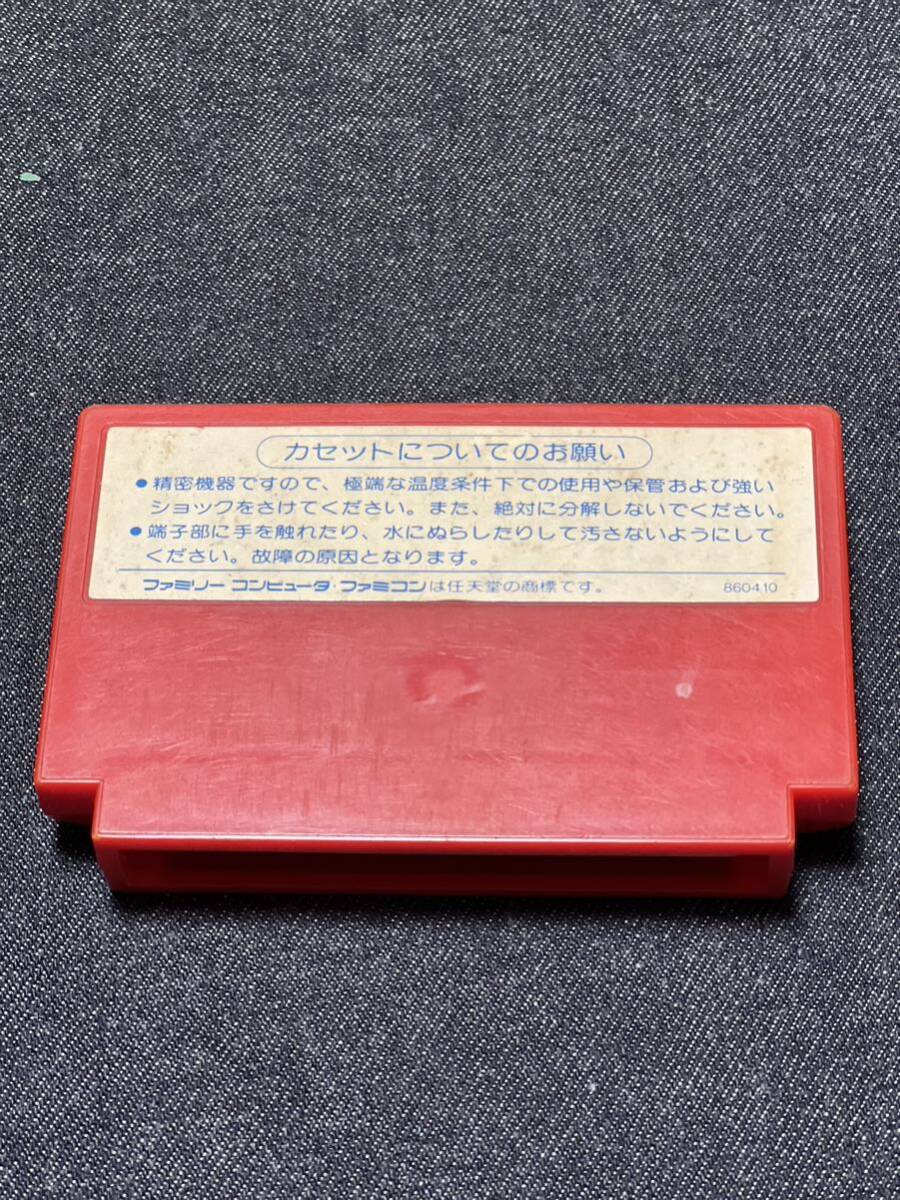 カセットについてのお願い
●精密機器ですので、極端な温度条件下での使用や保管および強い
ショックをさけてください。また、絶対に分解しないでください。
●端子部に手を触れたり、水にぬらしたりして汚さないようにして
ください。故障の原因となります。
ファミリー コンピュータ・ファミコンは任天堂の商標です。 860410